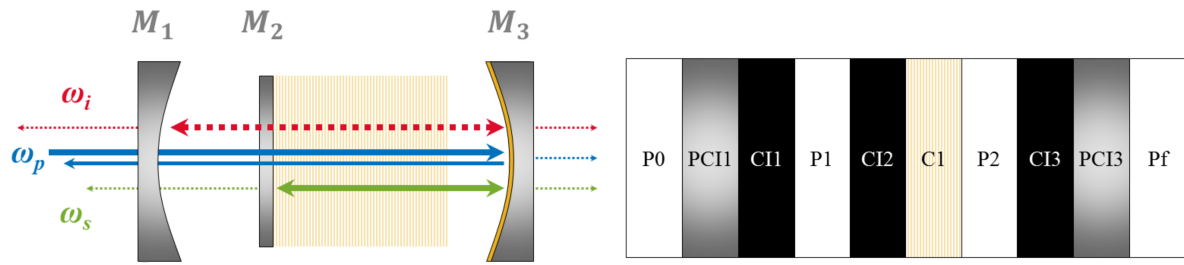 M₁ M₂ M₃
ωᵢ
ωₚ
ωₛ
P0 PCI1 CI1 P1 CI2 C1 P2 CI3 PCI3 Pf